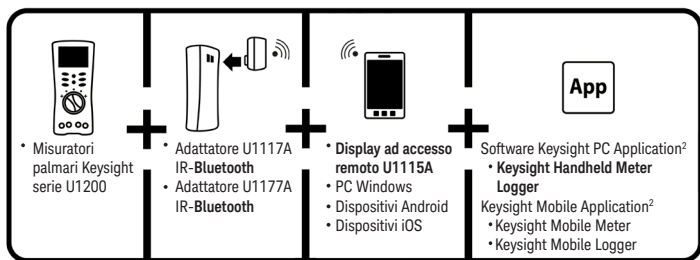 • Misuratori
palmari Keysight
serie U1200
• Adattatore U1117A
IR-Bluetooth
• Adattatore U1177A
IR-Bluetooth
• Display ad accesso
remoto U1115A
• PC Windows
• Dispositivi Android
• Dispositivi iOS
App
Software Keysight PC Application²
• Keysight Handheld Meter
Logger
Keysight Mobile Application²
• Keysight Mobile Meter
• Keysight Mobile Logger